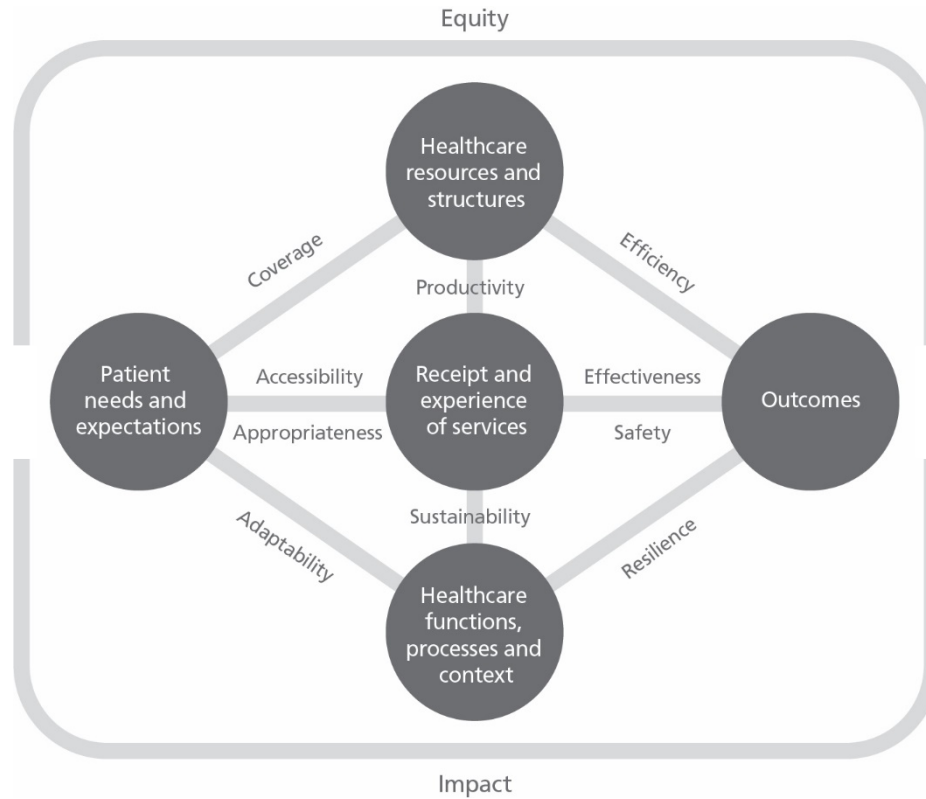 Equity
Healthcare
resources and
structures
Coverage
Efficiency
Productivity
Patient
needs and
expectations
Accessibility
Appropriateness
Receipt and
experience
of services
Effectiveness
Safety
Outcomes
Sustainability
Adaptability
Resilience
Healthcare
functions,
processes and
context
Impact